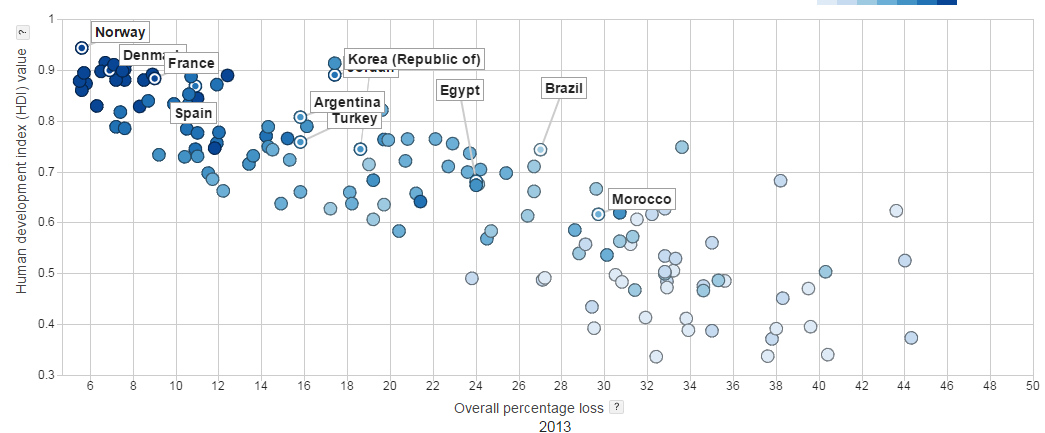 Human development index (HDI) value ?
1
0.9
0.8
0.7
0.6
0.5
0.4
0.3
Norway
Korea (Republic of)
France
Egypt
Brazil
Argentina
Spain
Turkey
Morocco
6 8 10 12 14 16 18 20 22 24 26 28 30 32 34 36 38 40 42 44 46 48 50
Overall percentage loss ?
2013